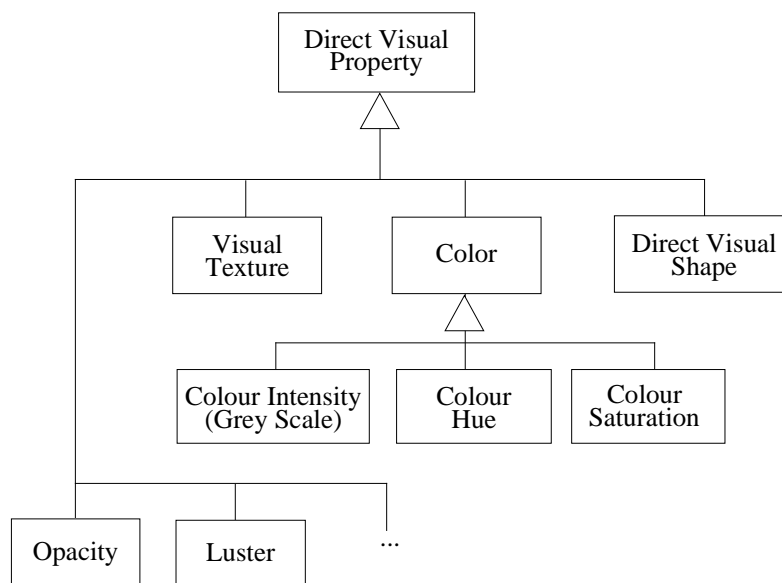 Direct Visual
Property
Visual
Texture
Color
Direct Visual
Shape
Colour Intensity
(Grey Scale)
Colour
Hue
Colour
Saturation
Opacity
Luster
...